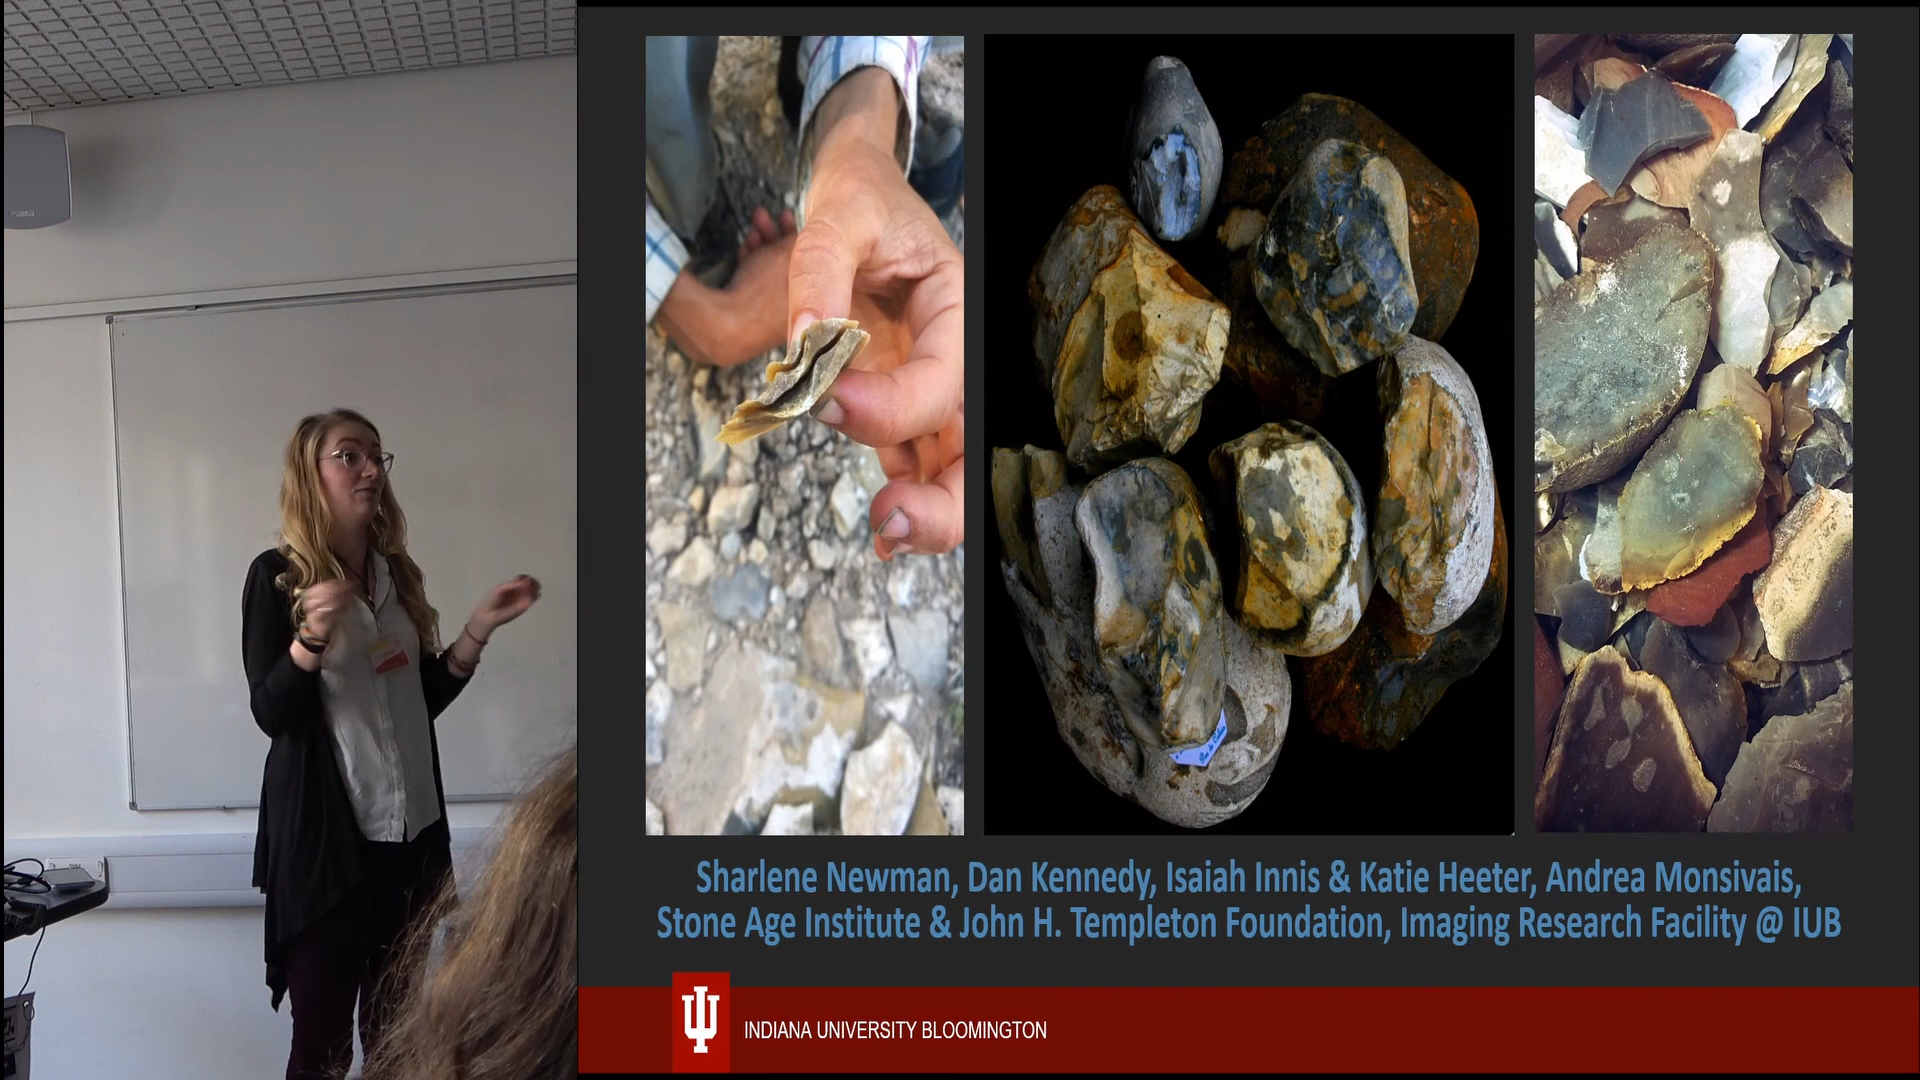 Sharlene Newman, Dan Kennedy, Isaiah Innis & Katie Heeter, Andrea Monsivais,
Stone Age Institute & John H. Templeton Foundation, Imaging Research Facility @ IUB
INDIANA UNIVERSITY BLOOMINGTON